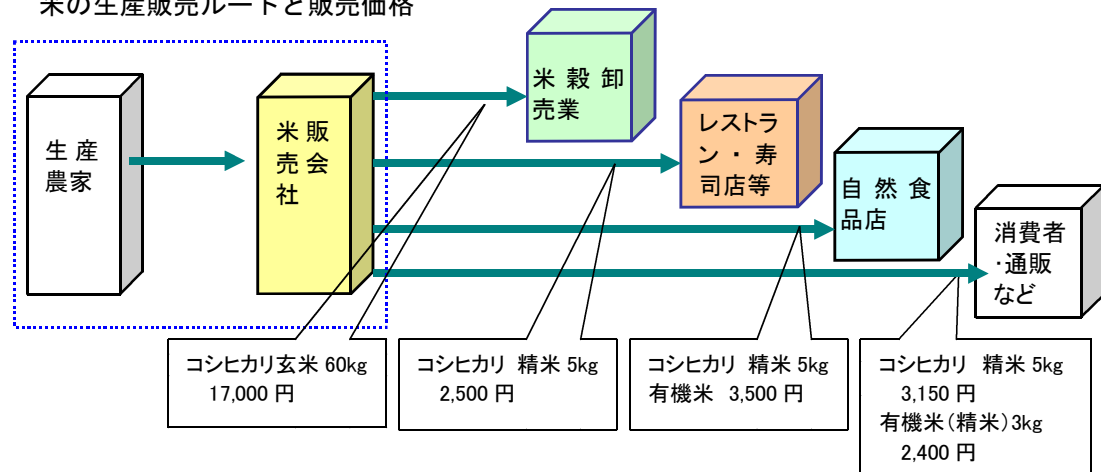 米の生産販売ルートと販売価格
生 産
農家
米 販
売 会
社
米 穀 卸
売業
レストラ
ン ・ 寿
司店等
自 然 食
品店
消費者
・通販
など
コシヒカリ玄米 60kg
17,000 円
コシヒカリ 精米 5kg
2,500 円
コシヒカリ 精米 5kg
有機米 3,500 円
コシヒカリ 精米 5kg
3,150 円
有機米(精米)3kg
2,400 円